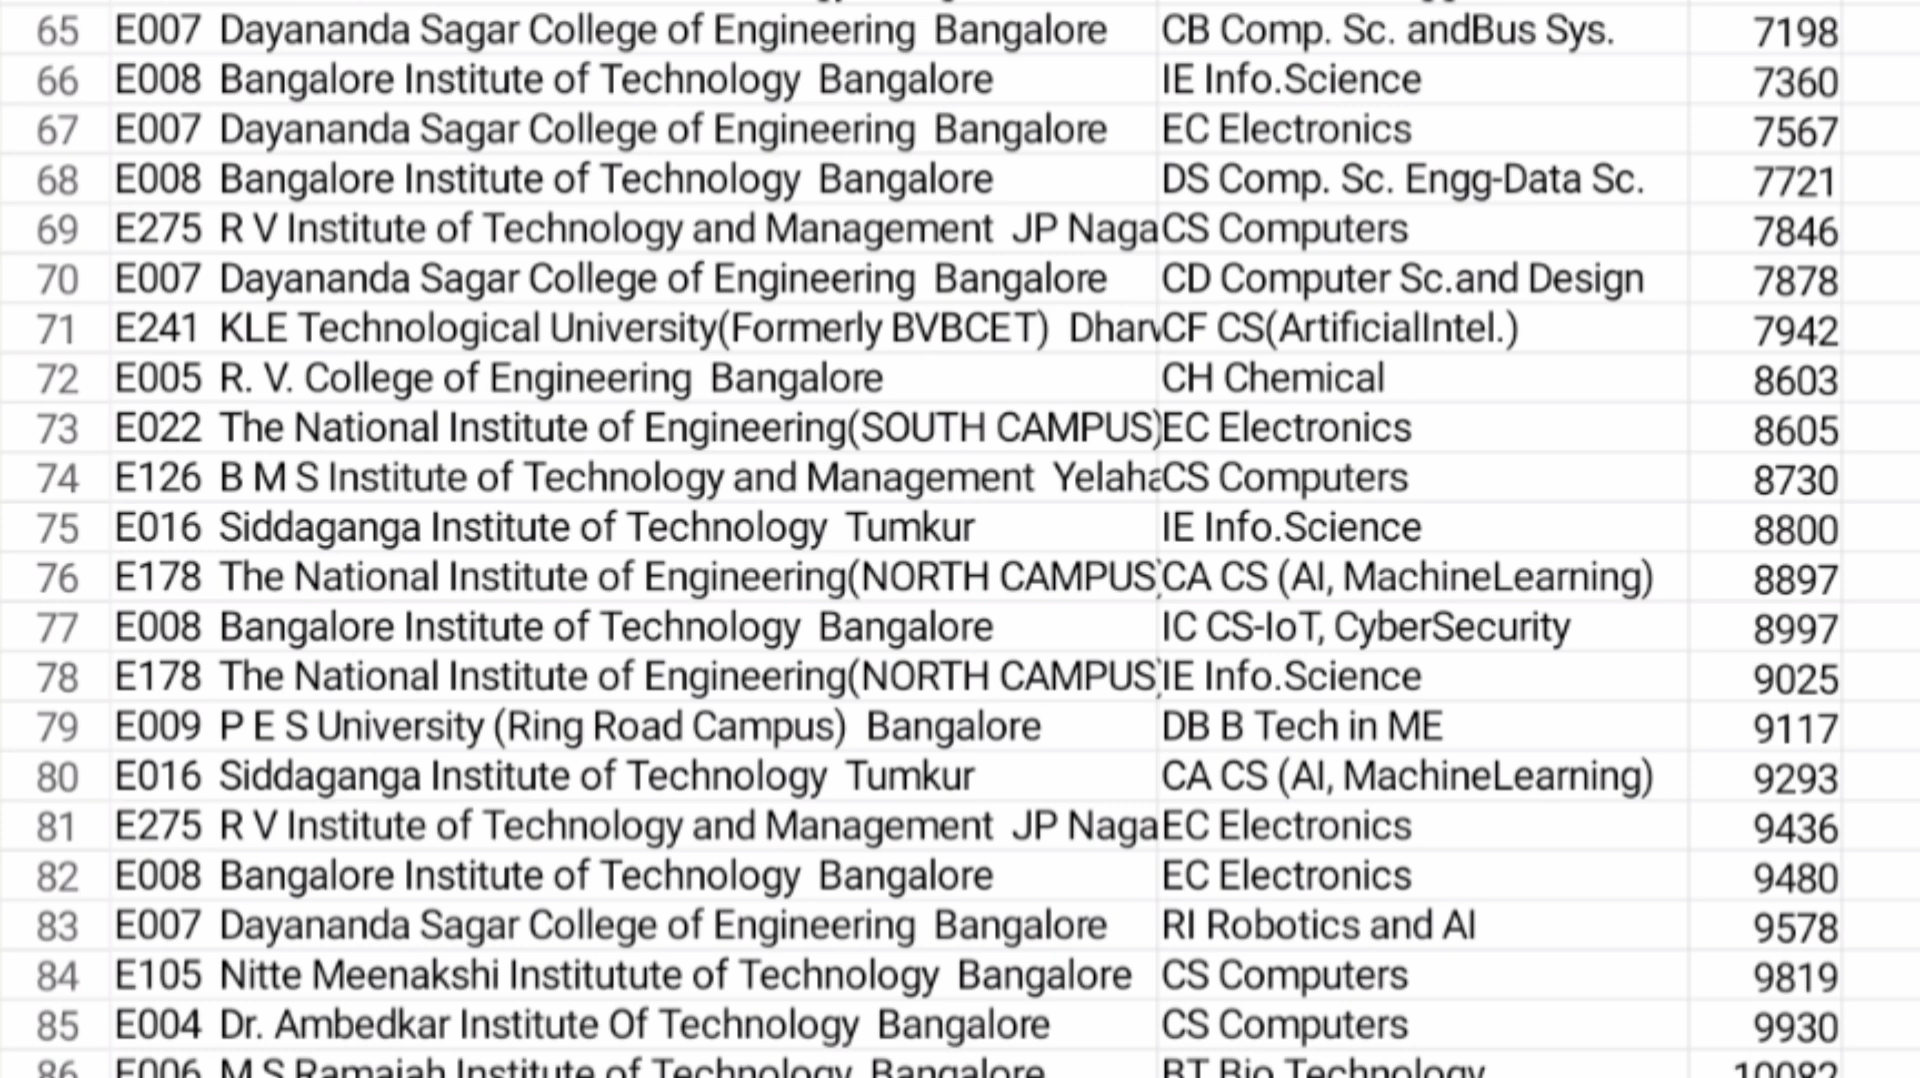 65 E007 Dayananda Sagar College of Engineering Bangalore CB Comp. Sc. andBus Sys. 7198
66 E008 Bangalore Institute of Technology Bangalore IE Info.Science 7360
67 E007 Dayananda Sagar College of Engineering Bangalore EC Electronics 7567
68 E008 Bangalore Institute of Technology Bangalore DS Comp. Sc. Engg-Data Sc. 7721
69 E275 R V Institute of Technology and Management JP Naga CS Computers 7846
70 E007 Dayananda Sagar College of Engineering Bangalore CD Computer Sc.and Design 7878
71 E241 KLE Technological University(Formerly BVBCET) Dharw CF CS(ArtificialIntel.) 7942
72 E005 R. V. College of Engineering Bangalore CH Chemical 8603
73 E022 The National Institute of Engineering(SOUTH CAMPUS) EC Electronics 8605
74 E126 B M S Institute of Technology and Management Yelaha CS Computers 8730
75 E016 Siddaganga Institute of Technology Tumkur IE Info.Science 8800
76 E178 The National Institute of Engineering(NORTH CAMPUS) CA CS (AI, MachineLearning) 8897
77 E008 Bangalore Institute of Technology Bangalore IC CS-IoT, CyberSecurity 8997
78 E178 The National Institute of Engineering(NORTH CAMPUS) IE Info.Science 9025
79 E009 P E S University (Ring Road Campus) Bangalore DB B Tech in ME 9117
80 E016 Siddaganga Institute of Technology Tumkur CA CS (AI, MachineLearning) 9293
81 E275 R V Institute of Technology and Management JP Naga EC Electronics 9436
82 E008 Bangalore Institute of Technology Bangalore EC Electronics 9480
83 E007 Dayananda Sagar College of Engineering Bangalore RI Robotics and AI 9578
84 E105 Nitte Meenakshi Institutute of Technology Bangalore CS Computers 9819
85 E004 Dr. Ambedkar Institute Of Technology Bangalore CS Computers 9930
86 E006 M S Ramaiah Institute of Technology Bangalore BT Bio Technology 10082